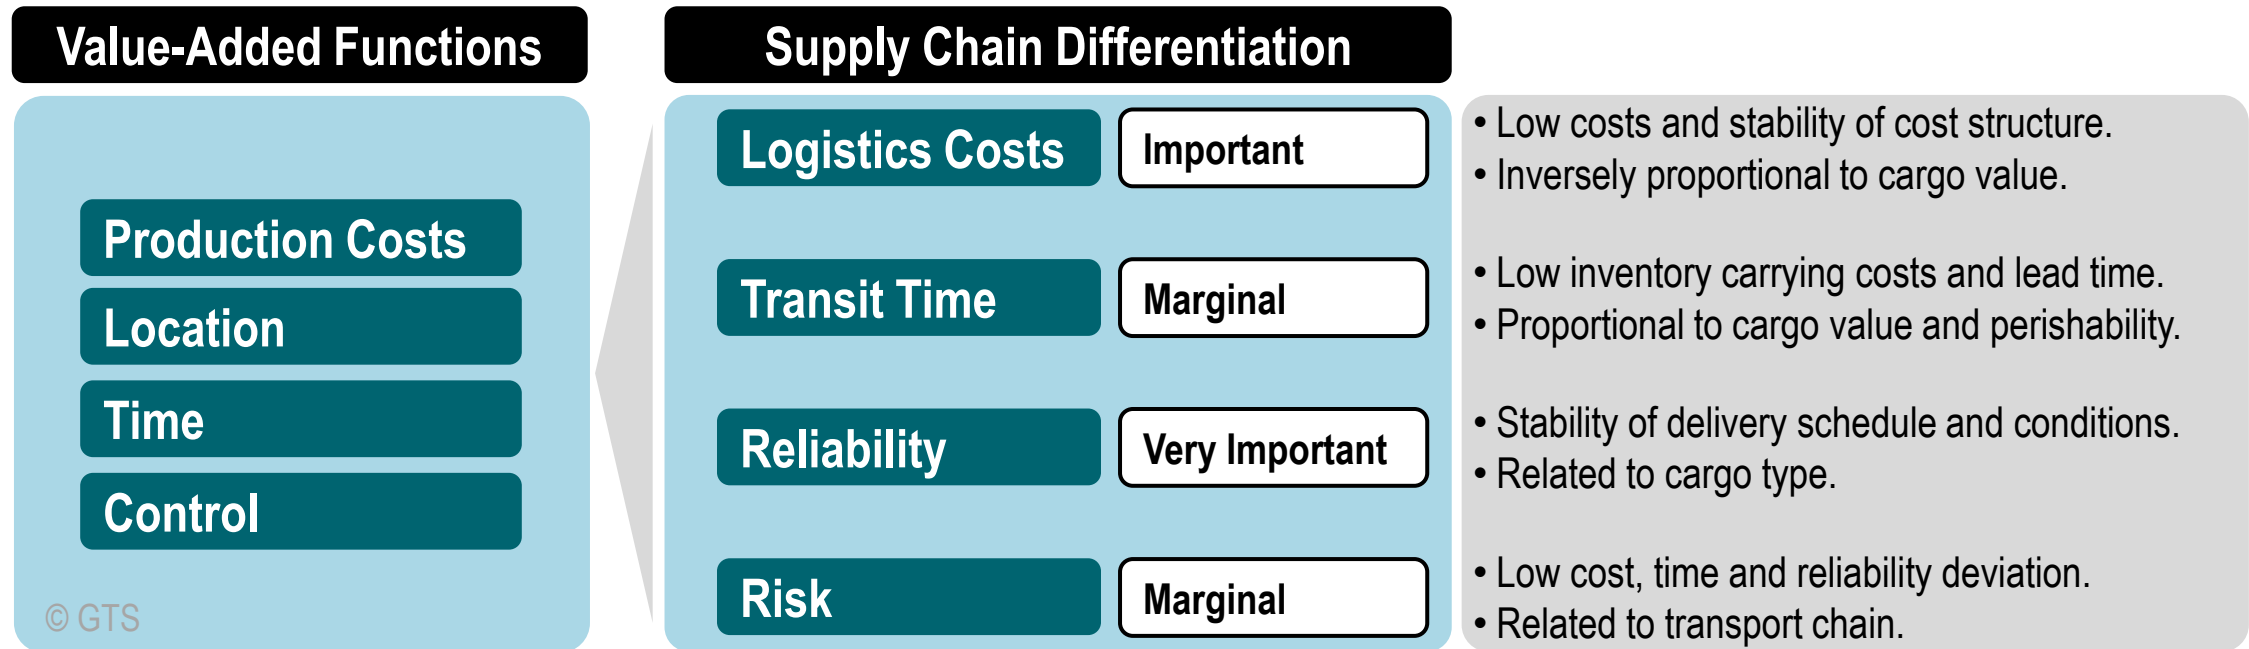 Value-Added Functions
Production Costs
Location
Time
Control
© GTS
Supply Chain Differentiation
Logistics Costs
Important
• Low costs and stability of cost structure.
• Inversely proportional to cargo value.
Transit Time
Marginal
• Low inventory carrying costs and lead time.
• Proportional to cargo value and perishability.
Reliability
Very Important
• Stability of delivery schedule and conditions.
• Related to cargo type.
Risk
Marginal
• Low cost, time and reliability deviation.
• Related to transport chain.